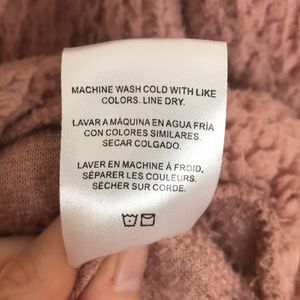 MACHINE WASH COLD WITH LIKE
COLORS. LINE DRY.
LAVAR A MÁQUINA EN AGUA FRÍA
CON COLORES SIMILARES.
SECAR COLGADO.
LAVER EN MACHINE À FROID.
SÉPARER LES COULEURS.
SÉCHER SUR CORDE.